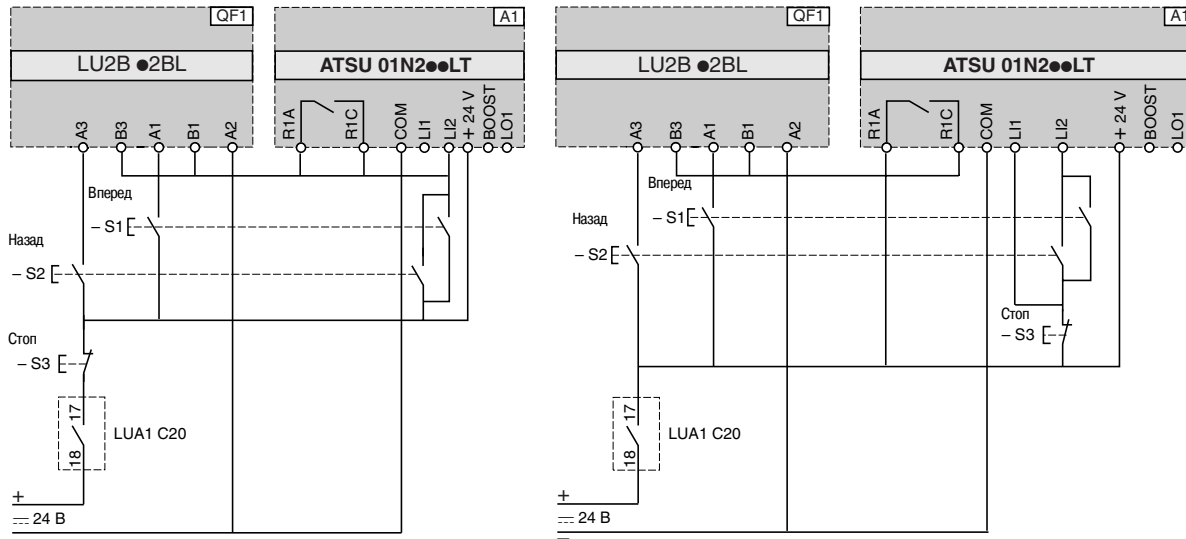 QF1
LU2B ●2BL
A3
B3
A1
B1
A2
A1
ATSU 01N2●●LT
R1A
R1C
COM
LI1
LI2
+ 24 V
BOOST
LO1
Вперед
– S1
Назад
– S2
Стоп
– S3
17
18
LUA1 C20
+
24 В
QF1
LU2B ●2BL
A3
B3
A1
B1
A2
A1
ATSU 01N2●●LT
R1A
R1C
COM
LI1
LI2
+ 24 V
BOOST
LO1
Вперед
– S1
Назад
– S2
Стоп
– S3
17
18
LUA1 C20
+
24 В
–